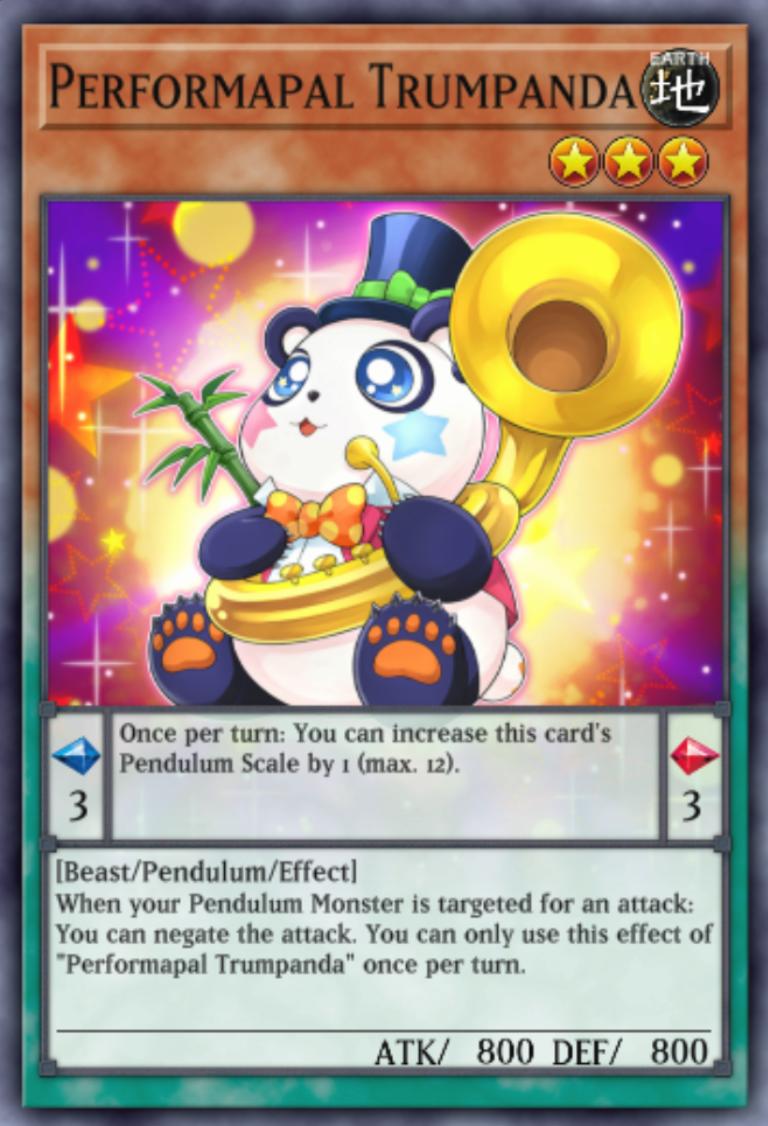 PERFORMAPAL TRUMPANDA
EARTH
地
Once per turn: You can increase this card's
Pendulum Scale by 1 (max. 12).
3
3
[Beast/Pendulum/Effect]
When your Pendulum Monster is targeted for an attack:
You can negate the attack. You can only use this effect of
"Performapal Trumpanda" once per turn.
ATK/ 800 DEF/ 800